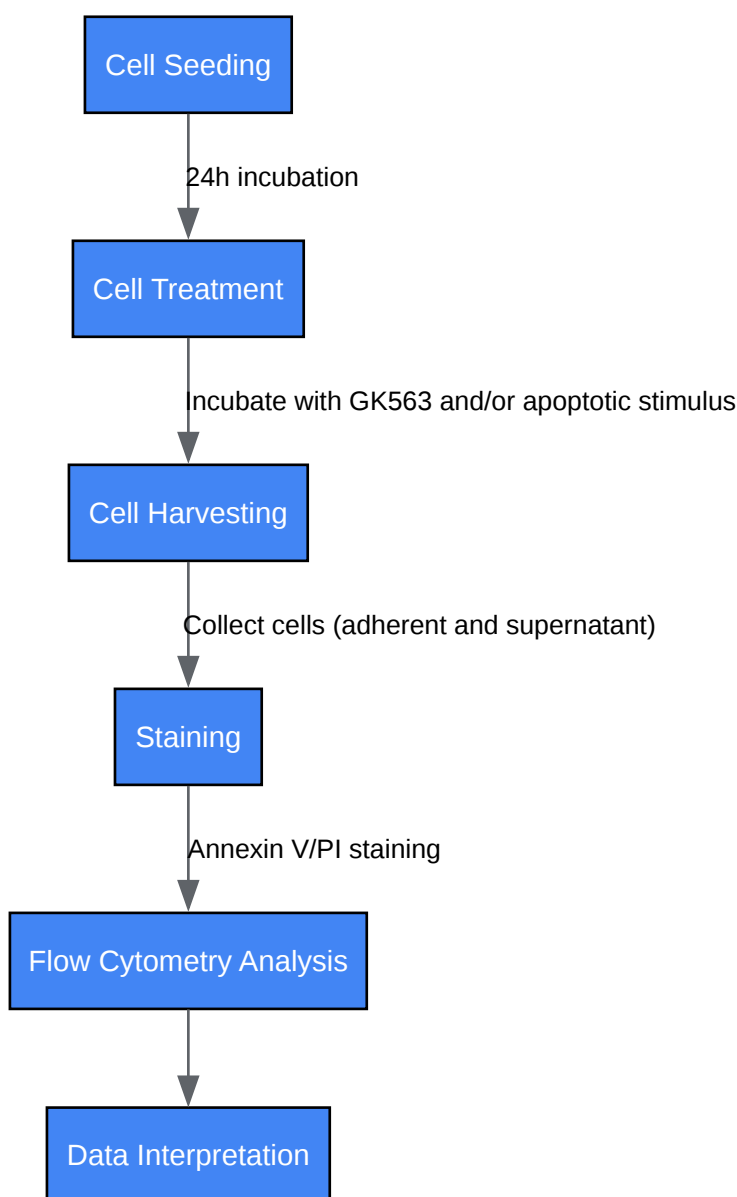 Cell Seeding
24h incubation
Cell Treatment
Incubate with GK563 and/or apoptotic stimulus
Cell Harvesting
Collect cells (adherent and supernatant)
Staining
Annexin V/PI staining
Flow Cytometry Analysis
Data Interpretation